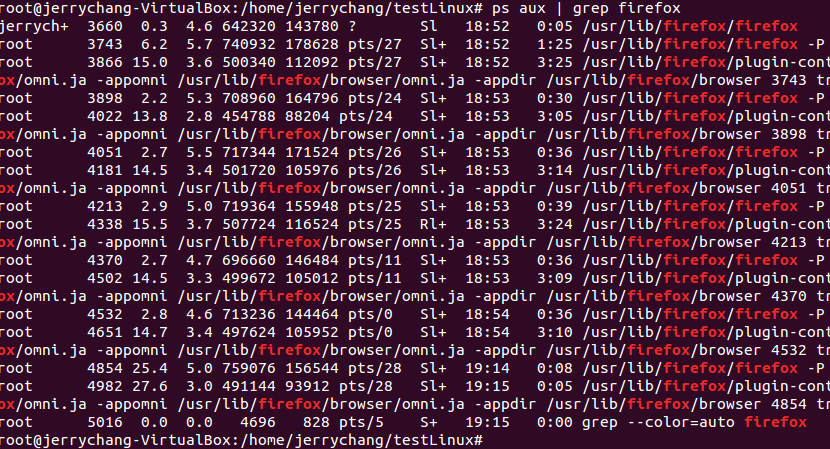 root@jerrychang-VirtualBox:/home/jerrychang/testLinux# ps aux | grep firefox
jerrych+  3660  0.3  4.6 642320 143780 ?       Sl   18:52   0:05 /usr/lib/firefox/firefox
root      3743  6.2  5.7 740932 178628 pts/27  Sl+  18:52   1:25 /usr/lib/firefox/firefox -P
root      3866 15.0  3.6 500340 112092 pts/27  Sl+  18:52   3:25 /usr/lib/firefox/plugin-cont
ox/omni.ja -appomni /usr/lib/firefox/browser/omni.ja -appdir /usr/lib/firefox/browser 3743 tr
root      3898  2.2  5.3 708960 164796 pts/24  Sl+  18:53   0:30 /usr/lib/firefox/firefox -P
root      4022 13.8  2.8 454788 88204 pts/24   Sl+  18:53   3:05 /usr/lib/firefox/plugin-cont
ox/omni.ja -appomni /usr/lib/firefox/browser/omni.ja -appdir /usr/lib/firefox/browser 3898 tr
root      4051  2.7  5.5 717344 171524 pts/26  Sl+  18:53   0:36 /usr/lib/firefox/firefox -P
root      4181 14.5  3.4 501720 105976 pts/26  Sl+  18:53   3:14 /usr/lib/firefox/plugin-cont
ox/omni.ja -appomni /usr/lib/firefox/browser/omni.ja -appdir /usr/lib/firefox/browser 4051 tr
root      4213  2.9  5.0 719364 155948 pts/25  Sl+  18:53   0:39 /usr/lib/firefox/firefox -P
root      4338 15.5  3.7 507724 116524 pts/25  Rl+  18:53   3:24 /usr/lib/firefox/plugin-cont
ox/omni.ja -appomni /usr/lib/firefox/browser/omni.ja -appdir /usr/lib/firefox/browser 4213 tr
root      4370  2.7  4.7 696660 146484 pts/11  Sl+  18:53   0:36 /usr/lib/firefox/firefox -P
root      4502 14.5  3.3 499672 105012 pts/11  Sl+  18:53   3:09 /usr/lib/firefox/plugin-cont
ox/omni.ja -appomni /usr/lib/firefox/browser/omni.ja -appdir /usr/lib/firefox/browser 4370 tr
root      4532  2.8  4.6 713236 144464 pts/0   Sl+  18:54   0:36 /usr/lib/firefox/firefox -P
root      4651 14.7  3.4 497624 105952 pts/0   Sl+  18:54   3:10 /usr/lib/firefox/plugin-cont
ox/omni.ja -appomni /usr/lib/firefox/browser/omni.ja -appdir /usr/lib/firefox/browser 4532 tr
root      4854 25.4  5.0 759076 156544 pts/28  Sl+  19:14   0:08 /usr/lib/firefox/firefox -P
root      4982 27.6  3.0 491144 93912 pts/28   Sl+  19:15   0:05 /usr/lib/firefox/plugin-cont
ox/omni.ja -appomni /usr/lib/firefox/browser/omni.ja -appdir /usr/lib/firefox/browser 4854 tr
root      5016  0.0  0.0   4696   828 pts/5    S+   19:15   0:00 grep --color=auto firefox
root@jerrychang-VirtualBox:/home/jerrychang/testLinux#